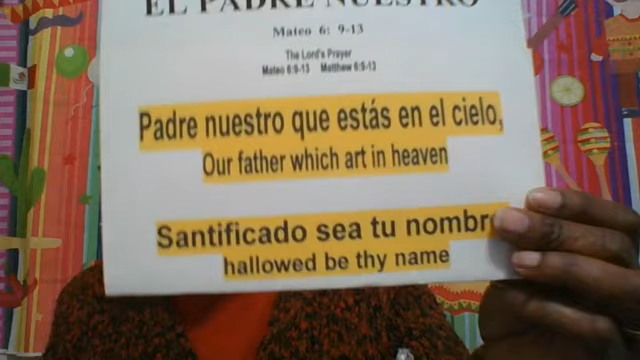 EL PADRE NUESTRO
Mateo 6: 9-13
The Lord's Prayer
Mateo 6:9-13 Matthew 6:9-13
Padre nuestro que estás en el cielo,
Our father which art in heaven
Santificado sea tu nombre
hallowed be thy name